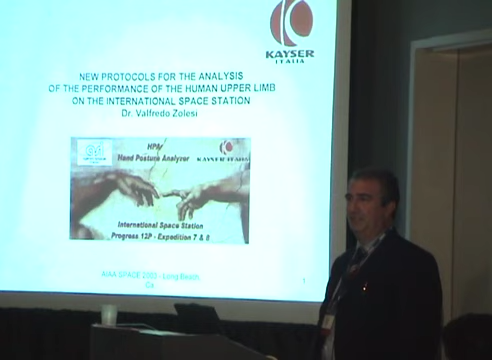 KAYSER
ITALIA
NEW PROTOCOLS FOR THE ANALYSIS
OF THE PERFORMANCE OF THE HUMAN UPPER LIMB
ON THE INTERNATIONAL SPACE STATION
Dr. Valfredo Zolesi
HPA
Hand Posture Analyzer
KAYSER ITALIA
International Space Station
Progress 12P - Expedition 7 & 8
AIAA SPACE 2003 - Long Beach,
Ca
1